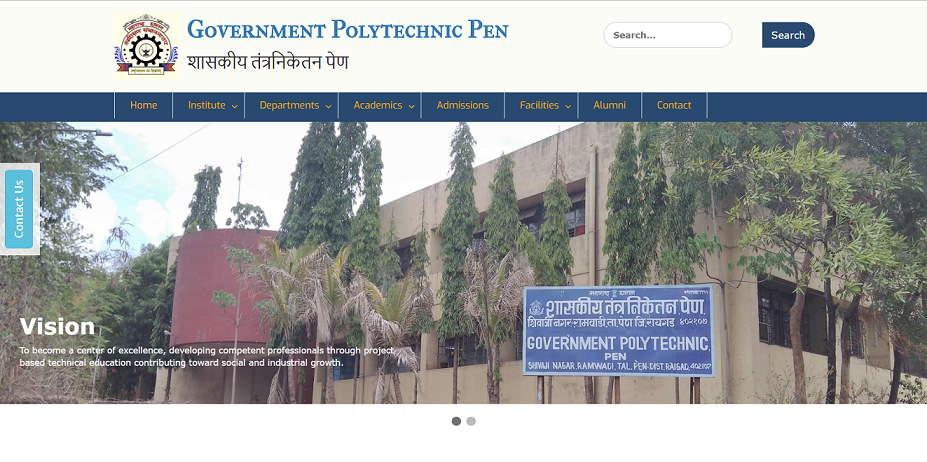 Government Polytechnic Pen
शासकीय तंत्रनिकेतन पेण
Search...
Search
Home
Institute
Departments
Academics
Admissions
Facilities
Alumni
Contact
Contact Us
शासकीय तंत्रनिकेतन, पेण
शिवाजी नगर, रामवाडी, ता. पेण जि. रायगड ४०२१०७
GOVERNMENT POLYTECHNIC,
PEN
SHIVAJI NAGAR, RAMWADI, TAL. PEN-DIST. RAIGAD, 402107
Vision
To become a center of excellence, developing competent professionals through project
based technical education contributing toward social and industrial growth.